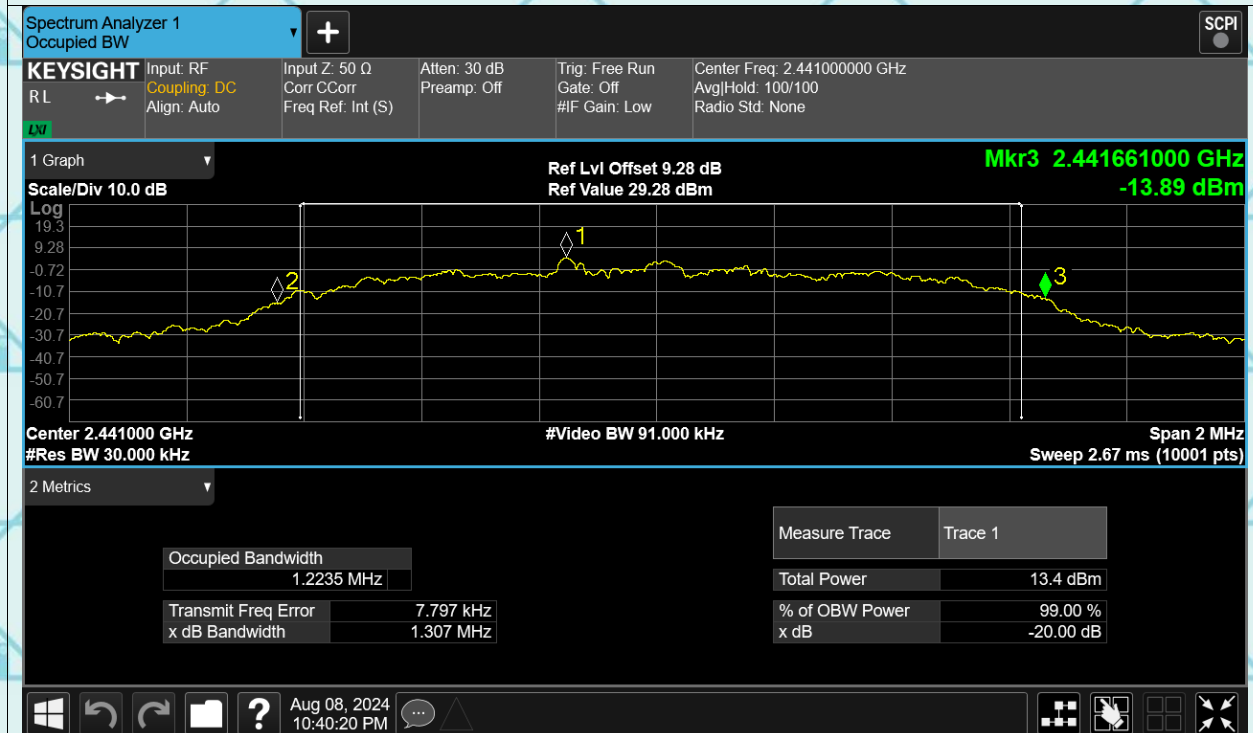 Spectrum Analyzer 1
Occupied BW
+
SCPI
KEYSIGHT
RL
LXI
Input: RF
Coupling: DC
Align: Auto
Input Z: 50 Ω
Corr CCorr
Freq Ref: Int (S)
Atten: 30 dB
Preamp: Off
Trig: Free Run
Gate: Off
#IF Gain: Low
Center Freq: 2.441000000 GHz
Avg|Hold: 100/100
Radio Std: None
1 Graph
Scale/Div 10.0 dB
Ref Lvl Offset 9.28 dB
Ref Value 29.28 dBm
Mkr3 2.441661000 GHz
-13.89 dBm
Log
19.3
9.28
-0.72
-10.7
-20.7
-30.7
-40.7
-50.7
-60.7
1
2
3
Center 2.441000 GHz
#Res BW 30.000 kHz
#Video BW 91.000 kHz
Span 2 MHz
Sweep 2.67 ms (10001 pts)
2 Metrics
Occupied Bandwidth
1.2235 MHz
Transmit Freq Error 7.797 kHz
x dB Bandwidth 1.307 MHz
Measure Trace Trace 1
Total Power 13.4 dBm
% of OBW Power 99.00 %
x dB -20.00 dB
?
Aug 08, 2024
10:40:20 PM